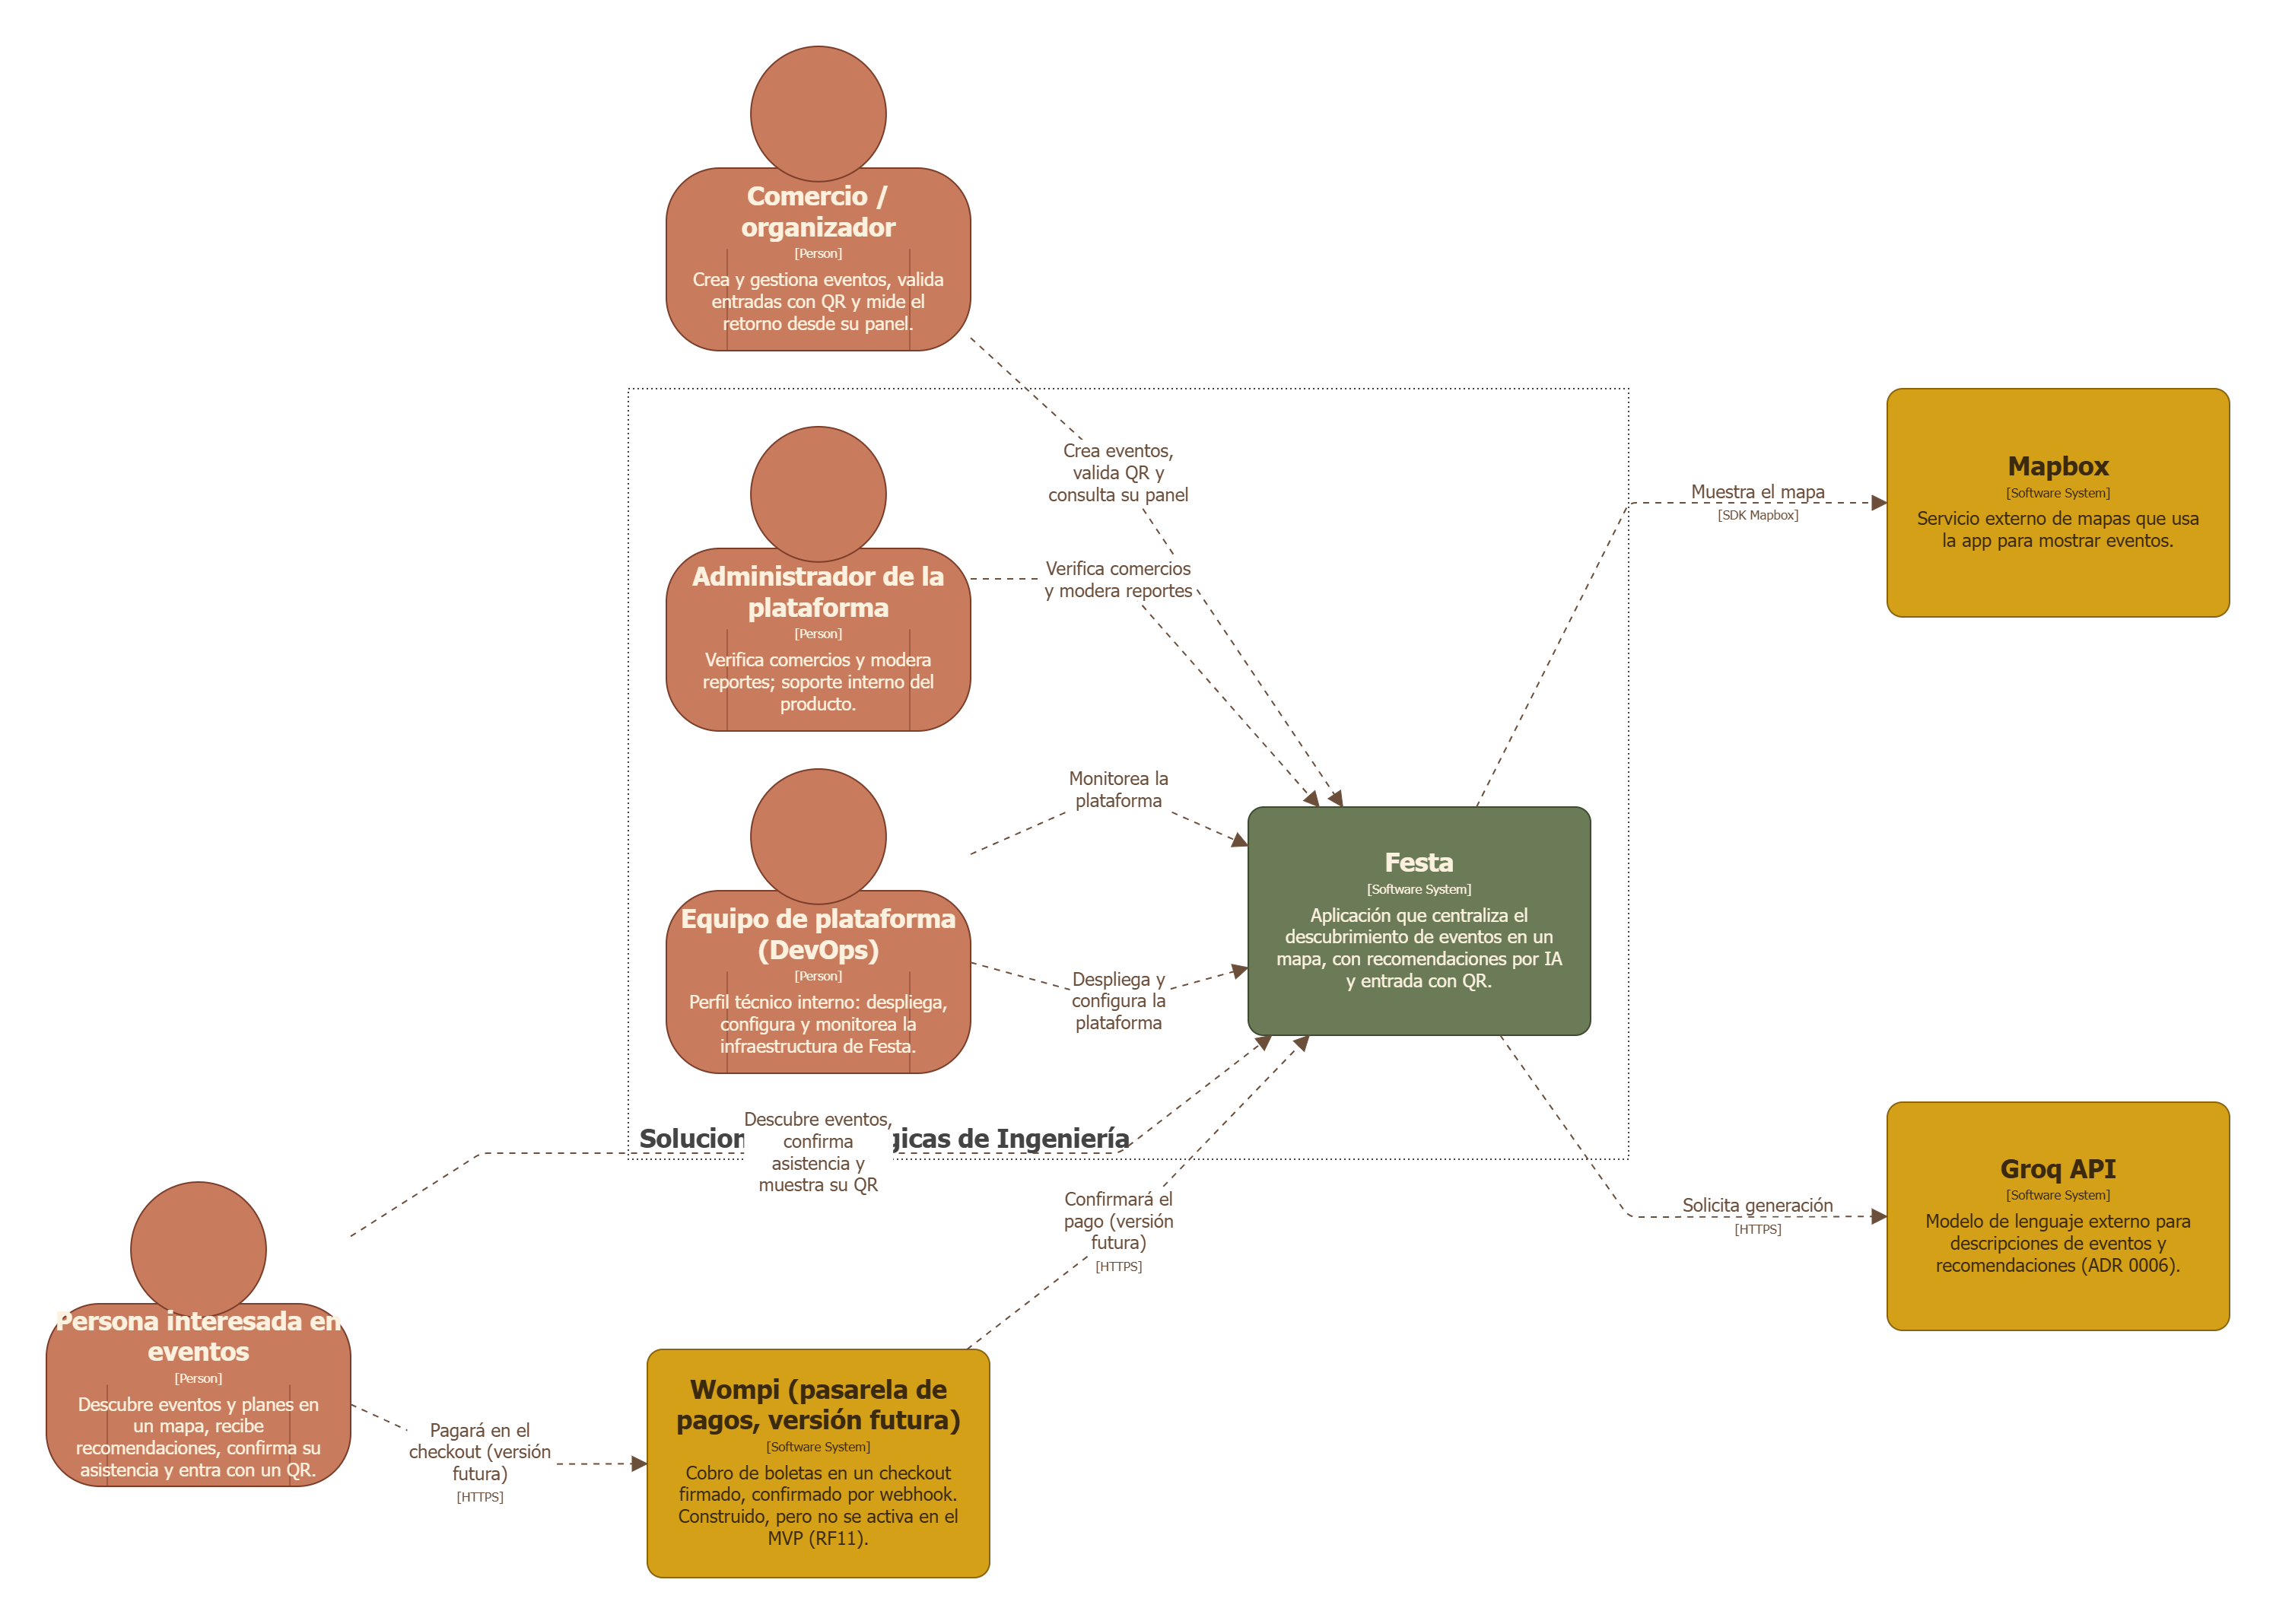 Comercio /
organizador
[Person]
Crea y gestiona eventos, valida
entradas con QR y mide el
retorno desde su panel.
Crea eventos,
valida QR y
consulta su panel
Administrador de la
plataforma
[Person]
Verifica comercios y modera
reportes; soporte interno del
producto.
Verifica comercios
y modera reportes
Muestra el mapa
[SDK Mapbox]
Mapbox
[Software System]
Servicio externo de mapas que usa
la app para mostrar eventos.
Equipo de plataforma
(DevOps)
[Person]
Perfil técnico interno: despliega,
configura y monitorea la
infraestructura de Festa.
Monitorea la
plataforma
Despliega y
configura la
plataforma
Festa
[Software System]
Aplicación que centraliza el
descubrimiento de eventos en un
mapa, con recomendaciones por IA
y entrada con QR.
de Ingeniería
Descubre eventos,
confirma
asistencia y
muestra su QR
Confirmará el
pago (versión
futura)
[HTTPS]
Solicita generación
[HTTPS]
Groq API
[Software System]
Modelo de lenguaje externo para
descripciones de eventos y
recomendaciones (ADR 0006).
Persona interesada en
eventos
[Person]
Descubre eventos y planes en
un mapa, recibe
recomendaciones, confirma su
asistencia y entra con un QR.
Pagará en el
checkout (versión
futura)
[HTTPS]
Wompi (pasarela de
pagos, versión futura)
[Software System]
Cobro de boletas en un checkout
firmado, confirmado por webhook.
Construido, pero no se activa en el
MVP (RF11).